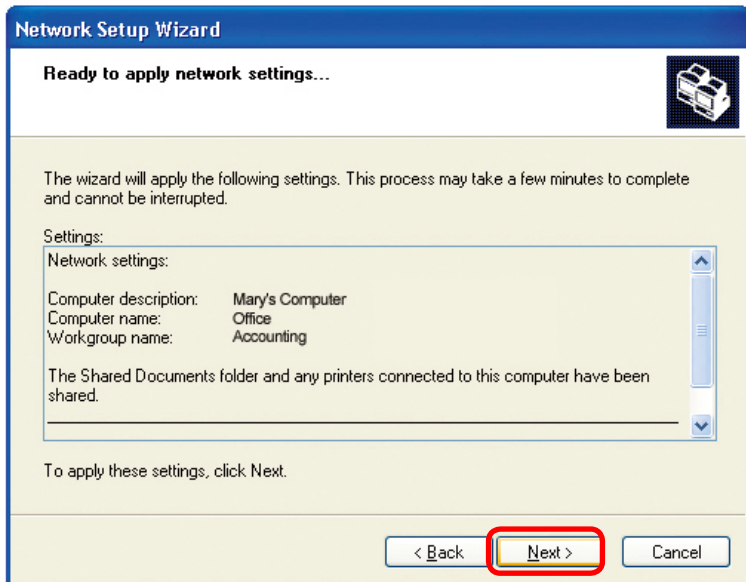 Network Setup Wizard
Ready to apply network settings...
The wizard will apply the following settings. This process may take a few minutes to complete
and cannot be interrupted.
Settings:
Network settings:
Computer description: Mary's Computer
Computer name: Office
Workgroup name: Accounting
The Shared Documents folder and any printers connected to this computer have been
shared.
To apply these settings, click Next.
< Back Next > Cancel